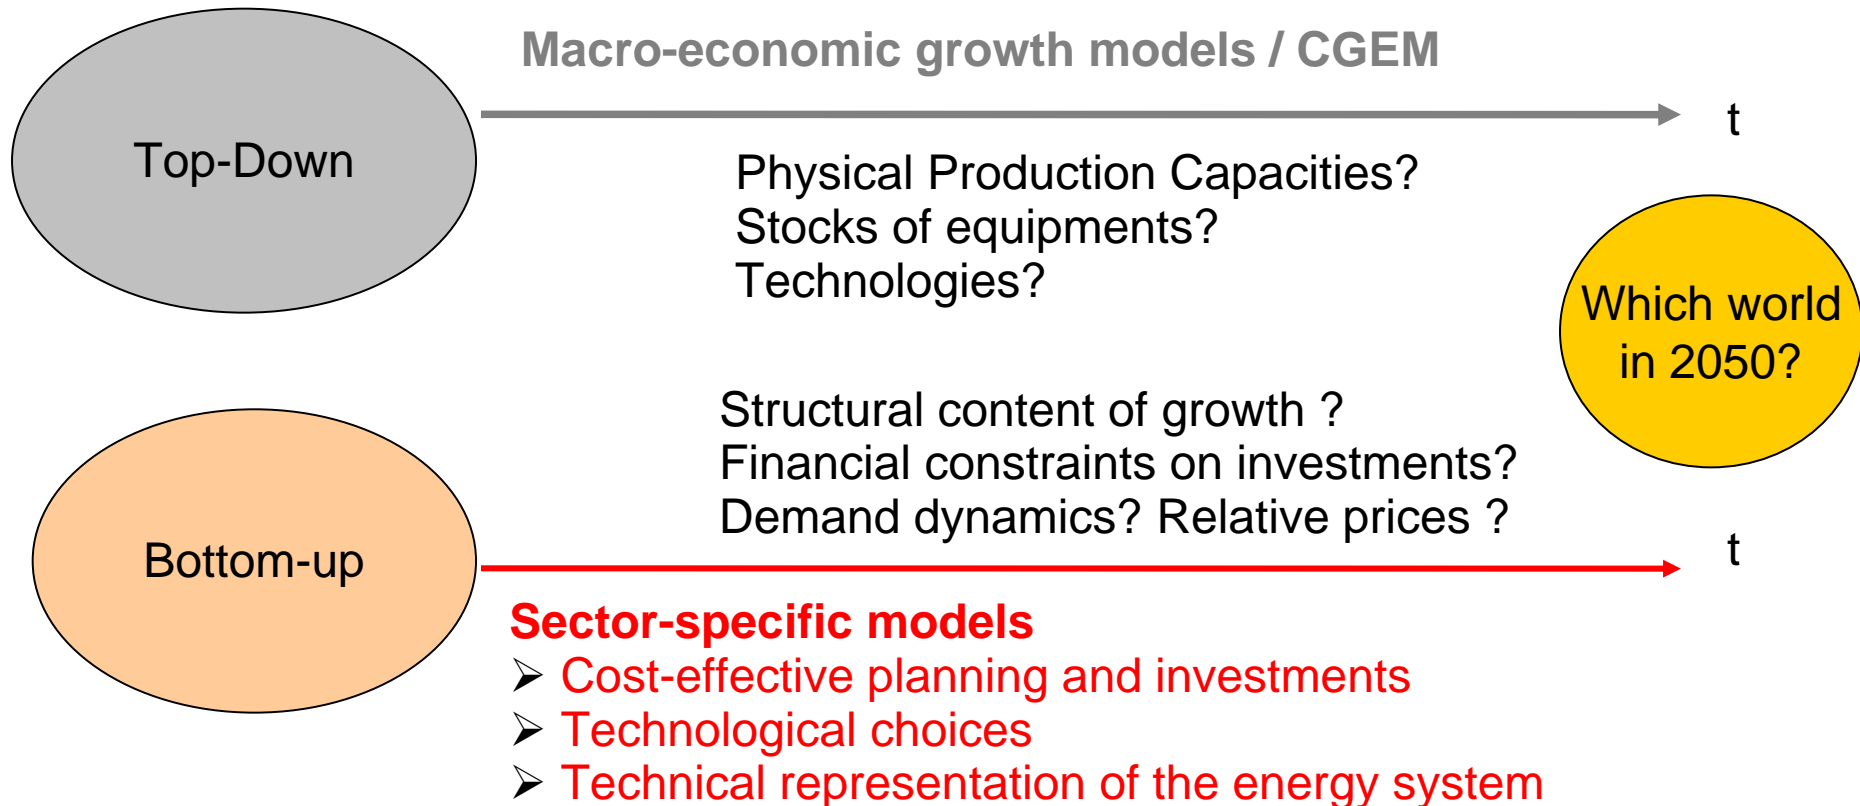 Macro-economic growth models / CGEM
t
Top-Down
Physical Production Capacities?
Stocks of equipments?
Technologies?
Which world
in 2050?
Structural content of growth ?
Financial constraints on investments?
Demand dynamics? Relative prices ?
t
Bottom-up
Sector-specific models
➢ Cost-effective planning and investments
➢ Technological choices
➢ Technical representation of the energy system